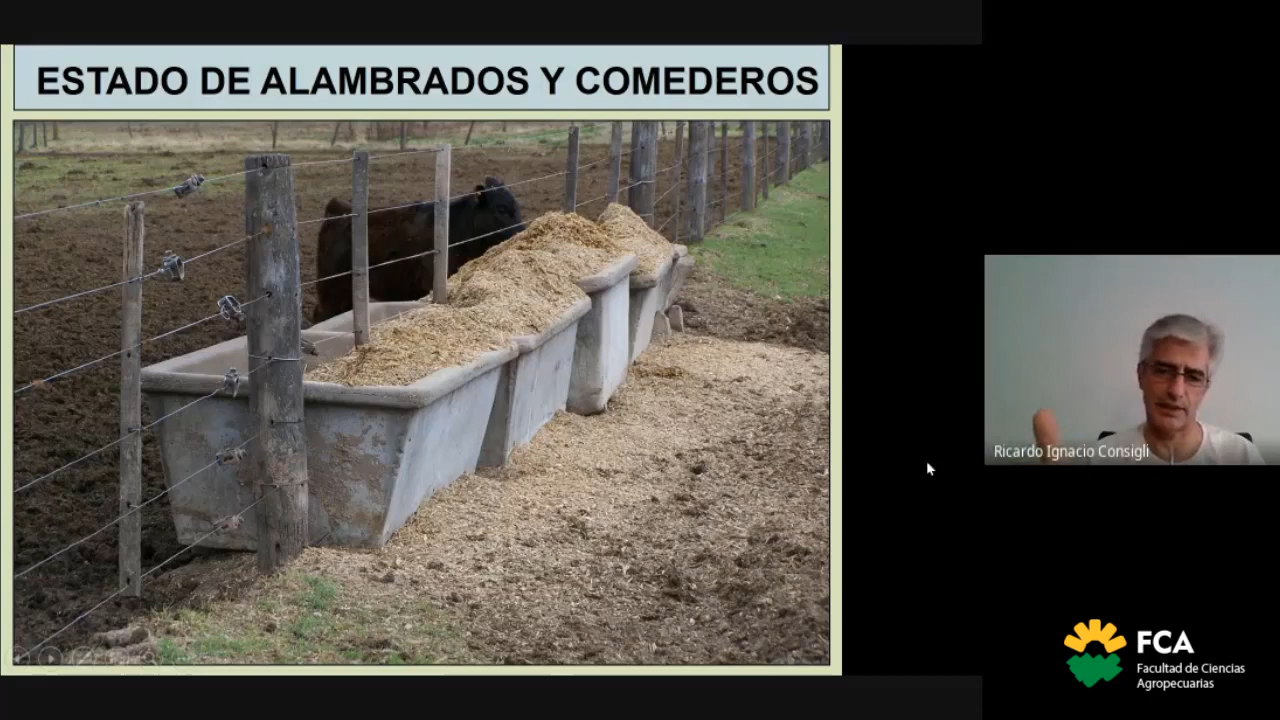 ESTADO DE ALAMBRADOS Y COMEDEROS
Ricardo Ignacio Consigli
FCA
Facultad de Ciencias
Agropecuarias